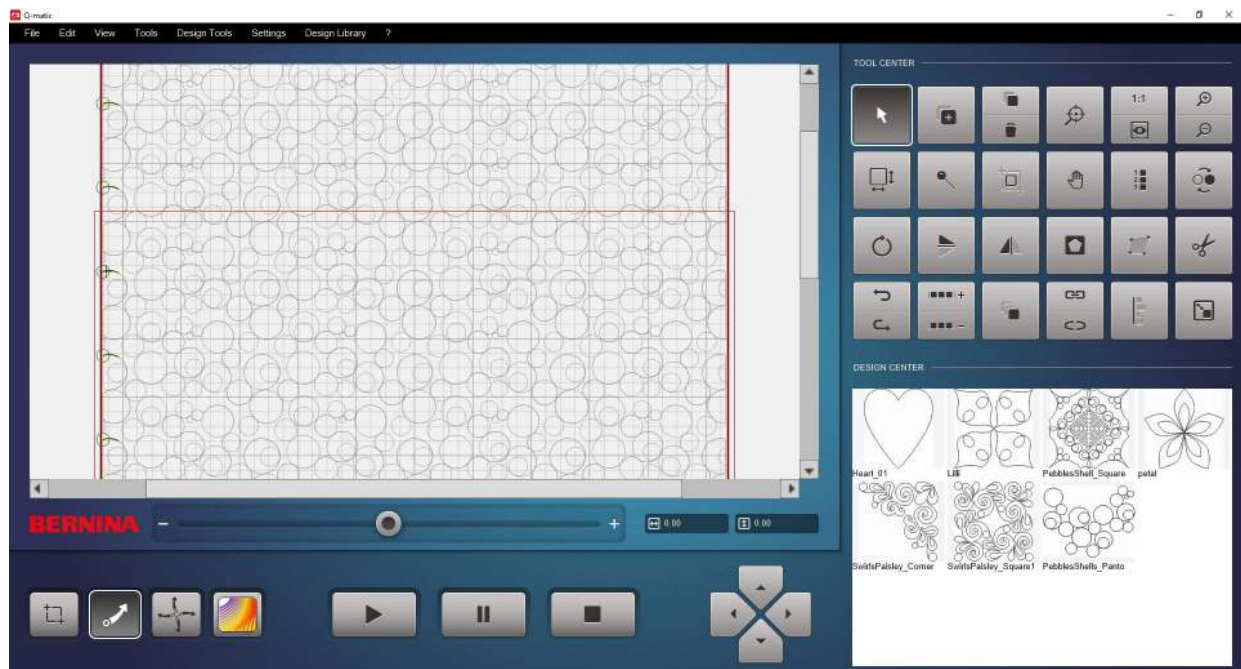 Q-matic
File Edit View Tools Design Tools Settings Design Library ?
TOOL CENTER
1:1
DESIGN CENTER
Heart_01 LRE PebblesShell_Square petal
SwirlsPaisley_Corner SwirlsPaisley_Square1 PebblesShells_Panto
BERNINA
0.00 0.00